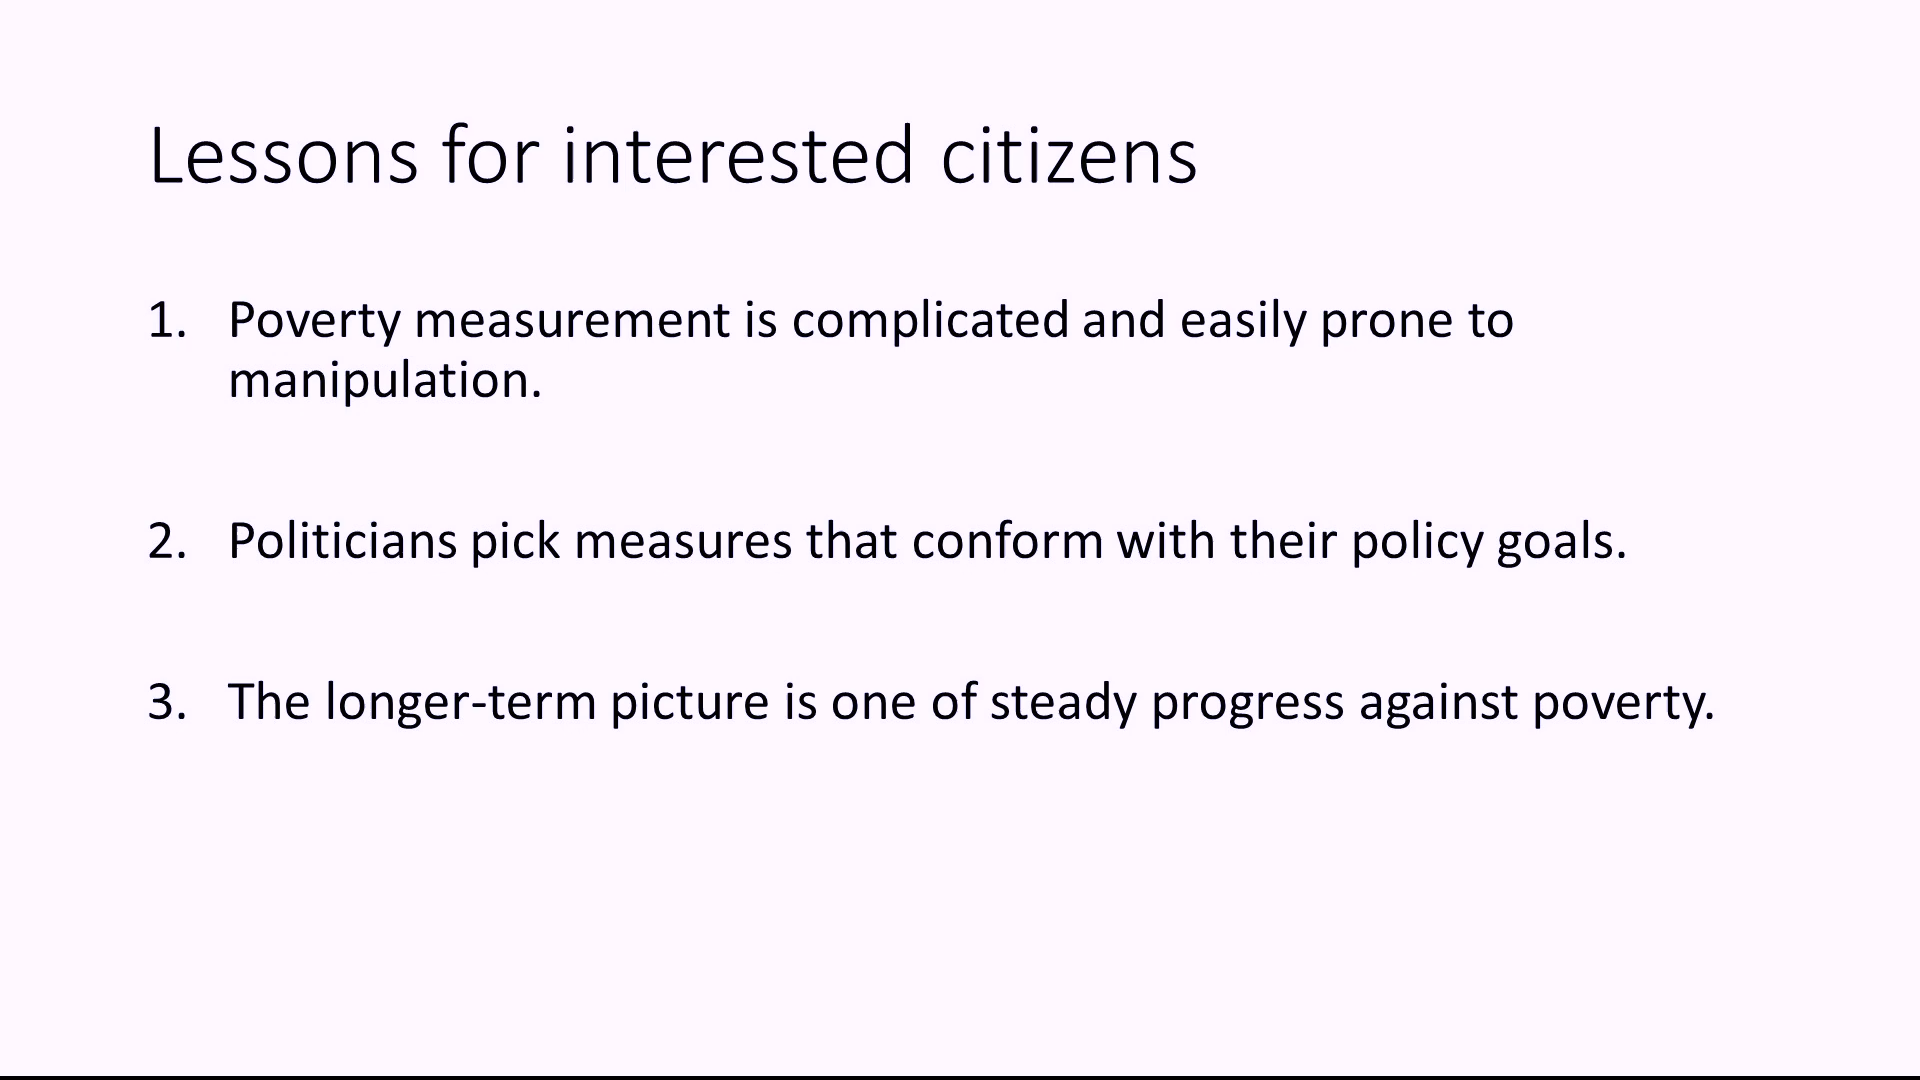 Lessons for interested citizens
1. Poverty measurement is complicated and easily prone to
manipulation.
2. Politicians pick measures that conform with their policy goals.
3. The longer-term picture is one of steady progress against poverty.